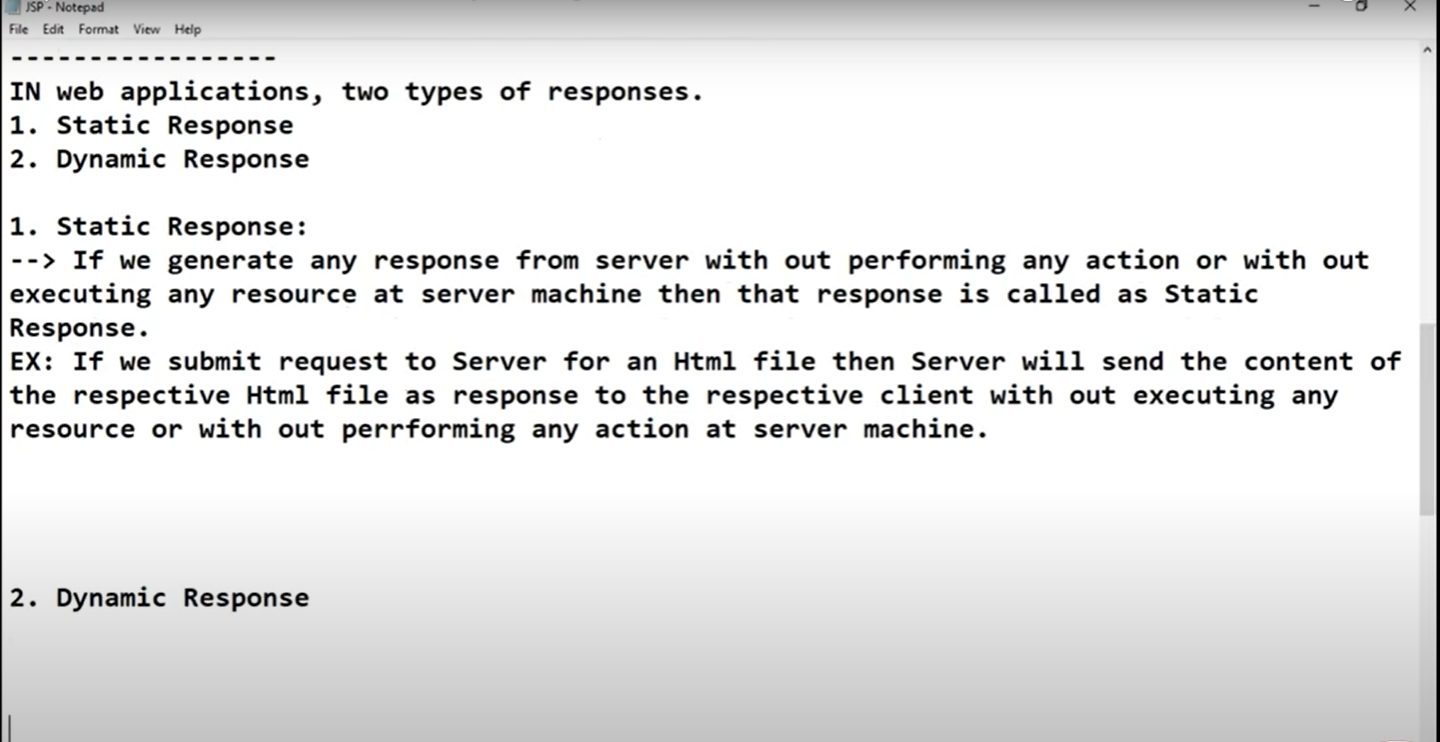 JSP - Notepad
File Edit Format View Help
-----------------
IN web applications, two types of responses.
1. Static Response
2. Dynamic Response
1. Static Response:
--> If we generate any response from server with out performing any action or with out
executing any resource at server machine then that response is called as Static
Response.
EX: If we submit request to Server for an Html file then Server will send the content of
the respective Html file as response to the respective client with out executing any
resource or with out perrforming any action at server machine.
2. Dynamic Response